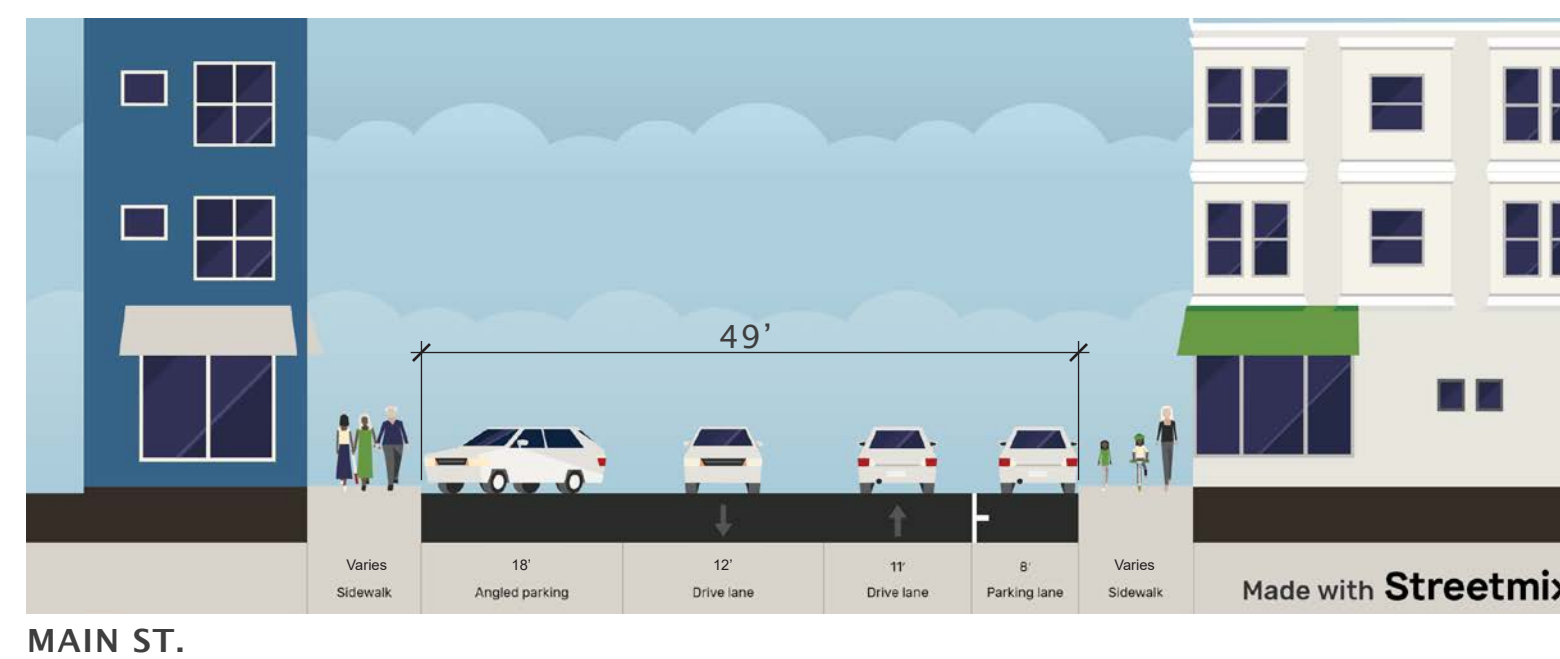 49’
Varies 18’ 12’ 11’ 8’ Varies
Sidewalk Angled parking Drive lane Drive lane Parking lane Sidewalk
Made with Streetmix
MAIN ST.